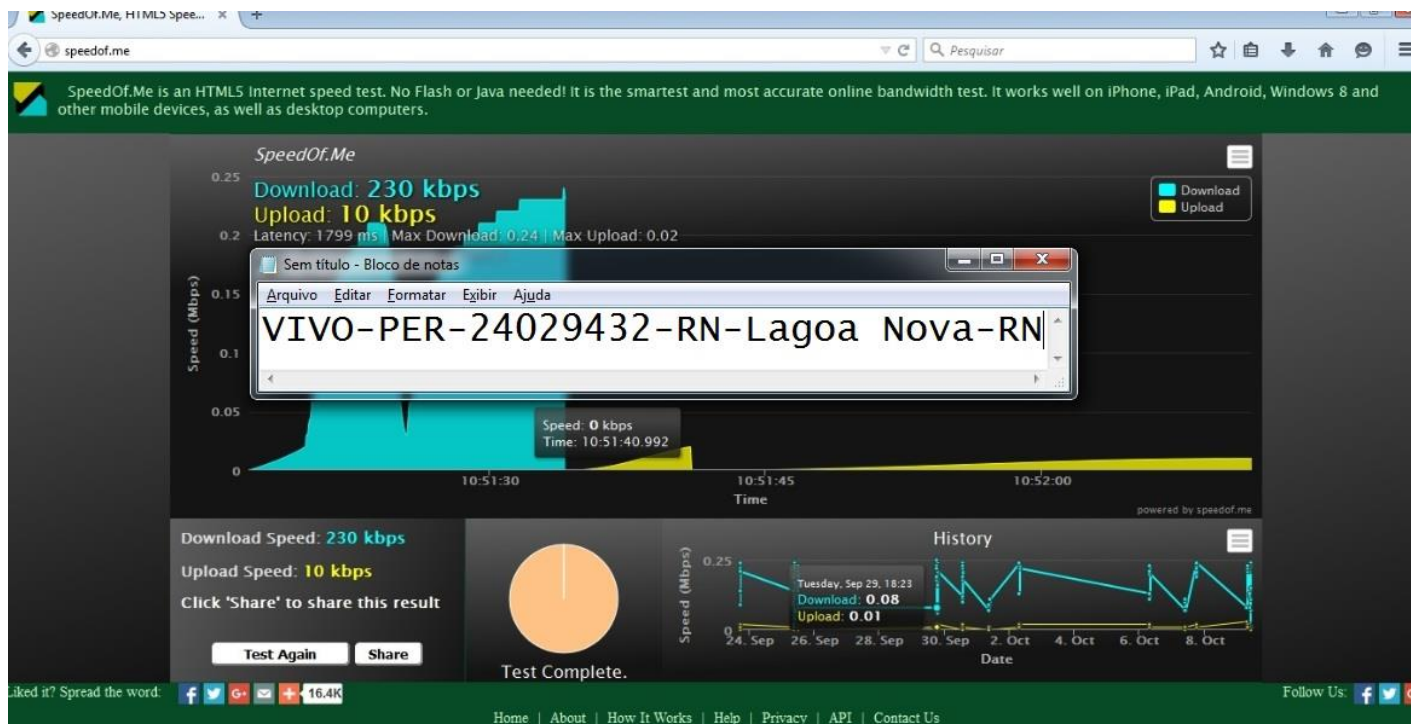 SpeedOf.Me, HTML5 Spee...
speedof.me
Pesquisar
SpeedOf.Me is an HTML5 Internet speed test. No Flash or Java needed! It is the smartest and most accurate online bandwidth test. It works well on iPhone, iPad, Android, Windows 8 and
other mobile devices, as well as desktop computers.
SpeedOf.Me
Download: 230 kbps
Upload: 10 kbps
Latency: 1799 ms | Max Download: 0.24 | Max Upload: 0.02
Download
Upload
Speed (Mbps)
0.25
0.2
0.15
0.1
0.05
0
Sem título - Bloco de notas
Arquivo Editar Formatar Exibir Ajuda
VIVO-PER-24029432-RN-Lagoa Nova-RN
Speed: 0 kbps
Time: 10:51:40.992
10:51:30 10:51:45 10:52:00
Time
powered by speedof.me
Download Speed: 230 kbps
Upload Speed: 10 kbps
Click 'Share' to share this result
Test Again Share
Test Complete.
History
Speed (Mbps)
0.25
0
Tuesday, Sep 29, 18:23
Download: 0.08
Upload: 0.01
24. Sep 26. Sep 28. Sep 30. Sep 2. Oct 4. Oct 6. Oct 8. Oct
Date
Liked it? Spread the word: 16.4K
Follow Us:
Home | About | How It Works | Help | Privacy | API | Contact Us